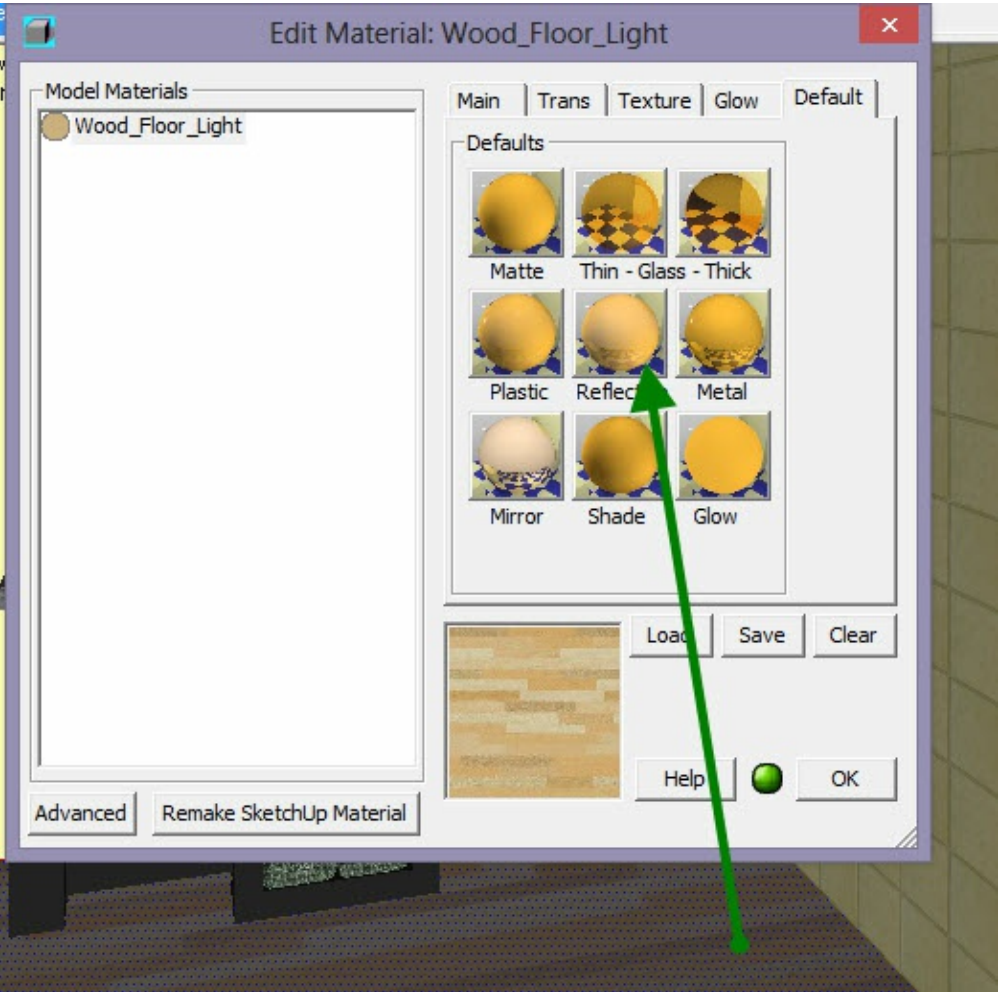 Edit Material: Wood_Floor_Light
Model Materials
Wood_Floor_Light
Main
Trans
Texture
Glow
Default
Defaults
Matte
Thin - Glass - Thick
Plastic
Metal
Mirror
Shade
Glow
Load
Save
Clear
Help
OK
Advanced
Remake SketchUp Material